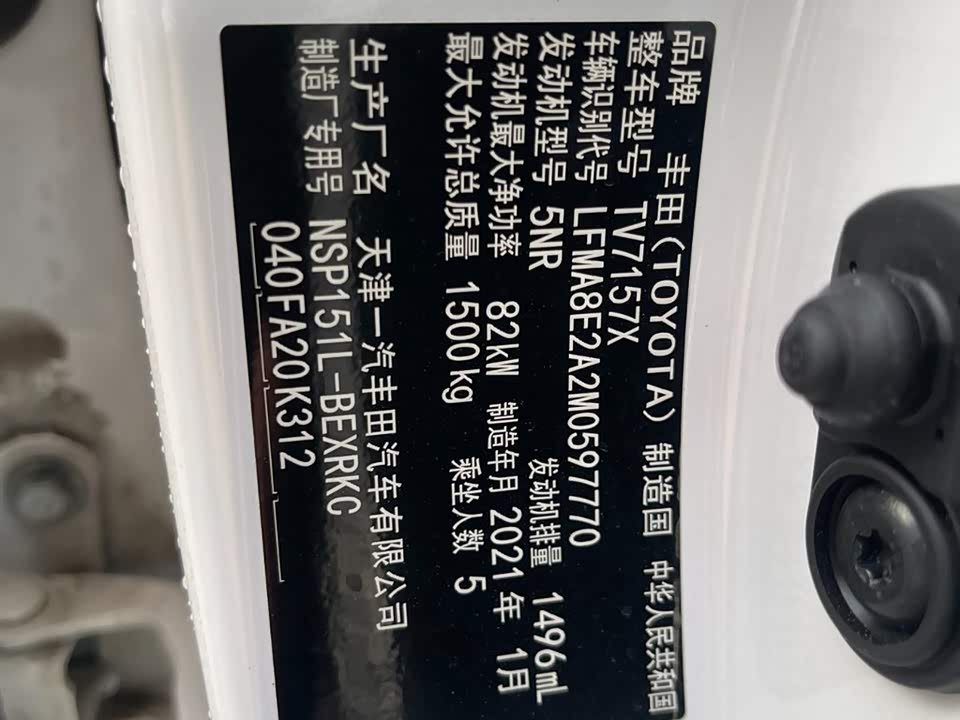 品牌 丰田(TOYOTA) 制造国 中华人民共和国
整车型号 TV7157X
车辆识别代号 LFMA8E2A2M0597770
发动机型号 5NR 发动机排量 1496mL
发动机最大净功率 82kW 制造年月 2021年 1月
最大允许总质量 1500kg 乘坐人数 5
生产厂名 天津一汽丰田汽车有限公司
制造厂专用号 NSP151L-BEXRKC
040FA20K312